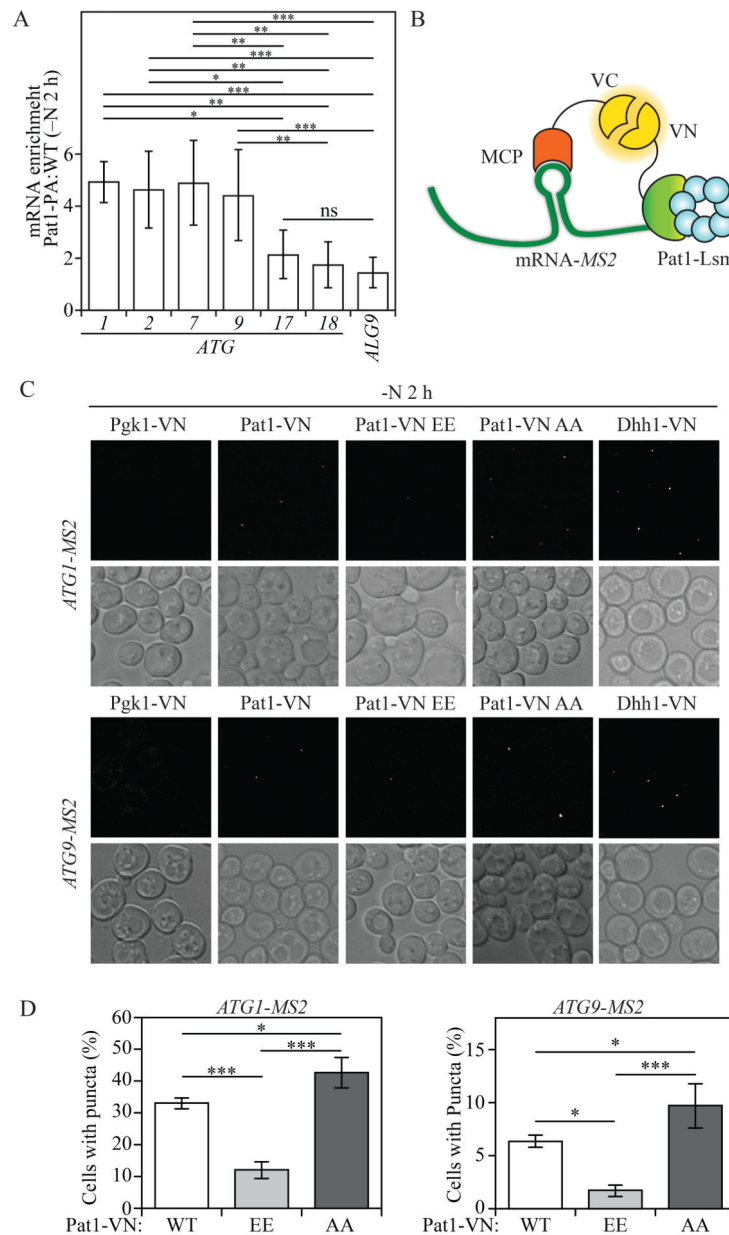 A
***
**
**
***
**
*
***
**
*
***
**
ns
mRNA enrichment
Pat1-PA:WT (–N 2 h)
6
4
2
0
1 2 7 9 17 18 ALG9
ATG
B
VC
VN
MCP
mRNA-MS2
Pat1-Lsm
C
-N 2 h
Pgk1-VN Pat1-VN Pat1-VN EE Pat1-VN AA Dhh1-VN
ATG1-MS2
Pgk1-VN Pat1-VN Pat1-VN EE Pat1-VN AA Dhh1-VN
ATG9-MS2
D
ATG1-MS2
Cells with puncta (%)
60
50
40
30
20
10
0
*
***
***
Pat1-VN: WT EE AA
ATG9-MS2
Cells with Puncta (%)
15
10
5
0
*
***
*
Pat1-VN: WT EE AA